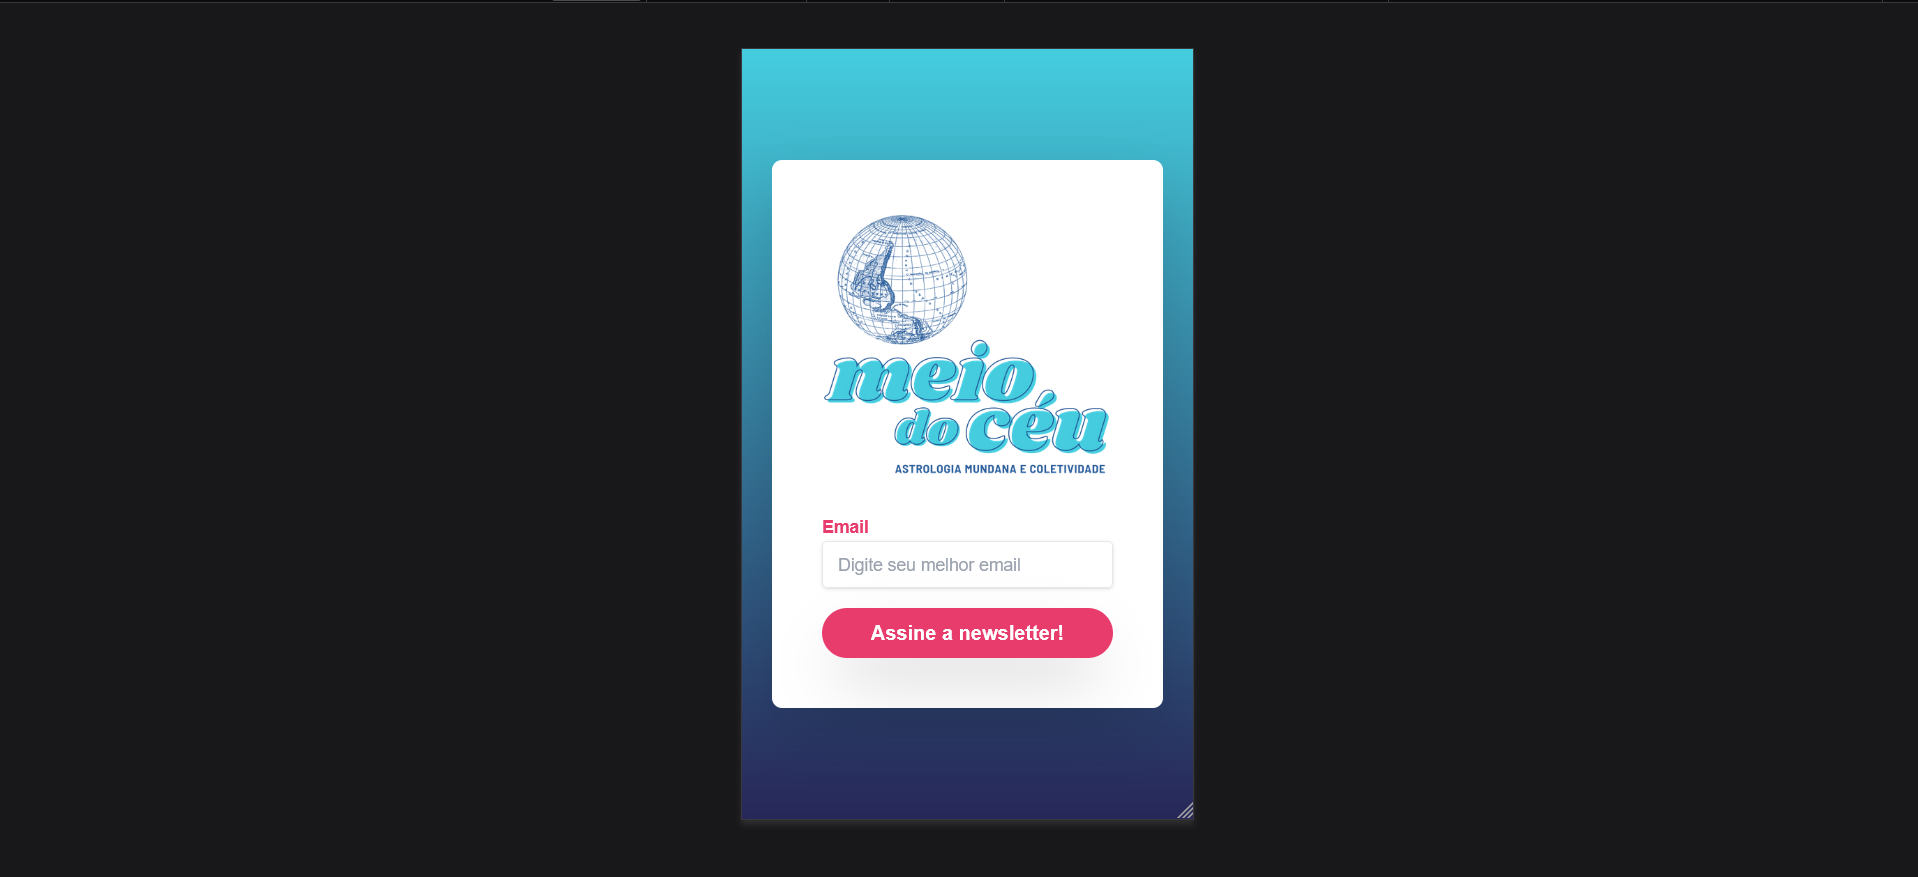 meio
do céu
ASTROLOGIA MUNDANA E COLETIVIDADE
Email
Digite seu melhor email
Assine a newsletter!